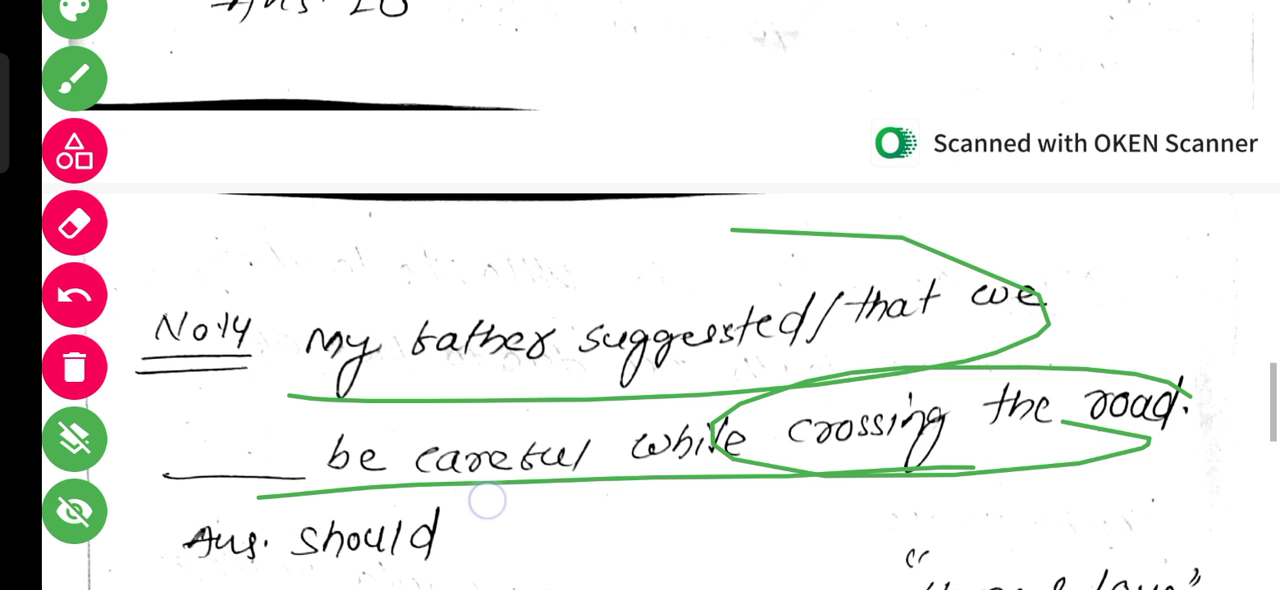 Scanned with OKEN Scanner
No.14 My father suggessted/that we
____ be careful while crossing the road.
Ans. should